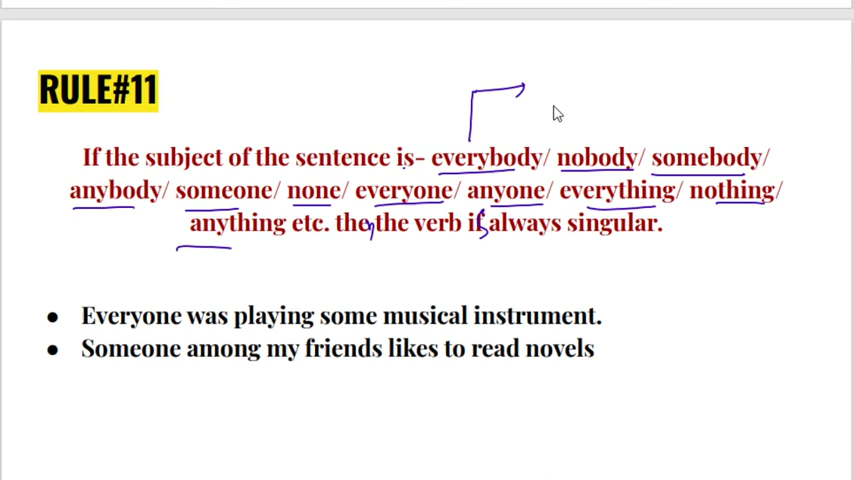 RULE#11
If the subject of the sentence is- everybody/ nobody/ somebody/
anybody/ someone/ none/ everyone/ anyone/ everything/ nothing/
anything etc. then the verb is always singular.
● Everyone was playing some musical instrument.
● Someone among my friends likes to read novels